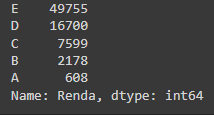 E    49755
D    16700
C     7599
B     2178
A      608
Name: Renda, dtype: int64